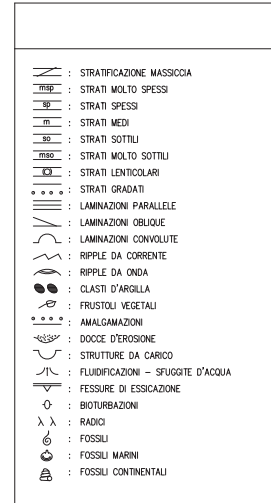 : STRATIFICAZIONE MASSICCIA
msp : STRATI MOLTO SPESSI
sp : STRATI SPESSI
m : STRATI MEDI
so : STRATI SOTTILI
mso : STRATI MOLTO SOTTILI
: STRATI LENTICOLARI
: STRATI GRADATI
: LAMINAZIONI PARALLELE
: LAMINAZIONI OBLIQUE
: LAMINAZIONI CONVOLUTE
: RIPPLE DA CORRENTE
: RIPPLE DA ONDA
: CLASTI D'ARGILLA
: FRUSTOLI VEGETALI
: AMALGAMAZIONI
: DOCCE D'EROSIONE
: STRUTTURE DA CARICO
: FLUIDIFICAZIONI – SFUGGITE D'ACQUA
: FESSURE DI ESSICAZIONE
: BIOTURBAZIONI
λ λ : RADICI
: FOSSILI
: FOSSILI MARINI
: FOSSILI CONTINENTALI